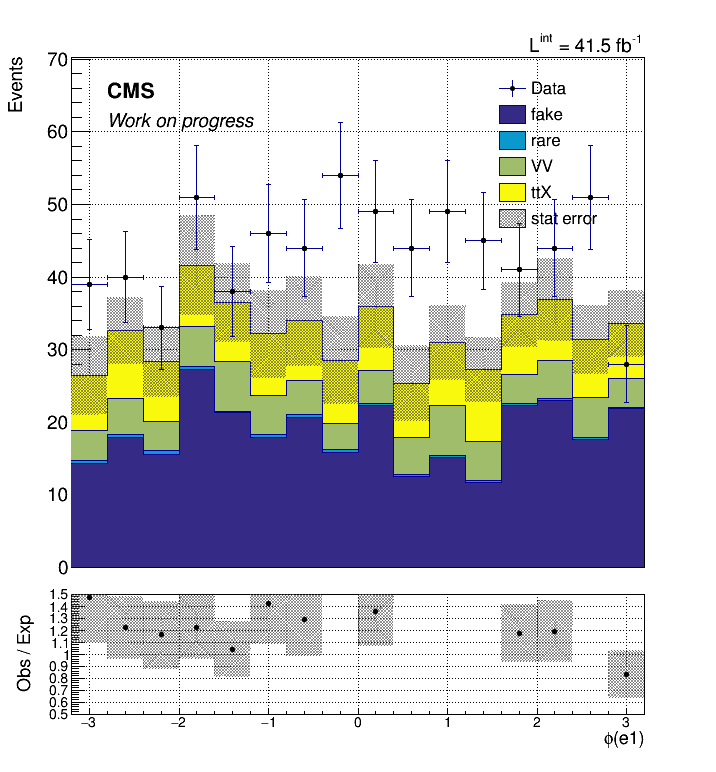 L^int = 41.5 fb^-1
Events
70
60
50
40
30
20
10
0
CMS
Work on progress
Data
fake
rare
VV
ttX
stat error
Obs / Exp
1.5
1.4
1.3
1.2
1.1
1
0.9
0.8
0.7
0.6
0.5
−3 −2 −1 0 1 2 3
ϕ(e1)